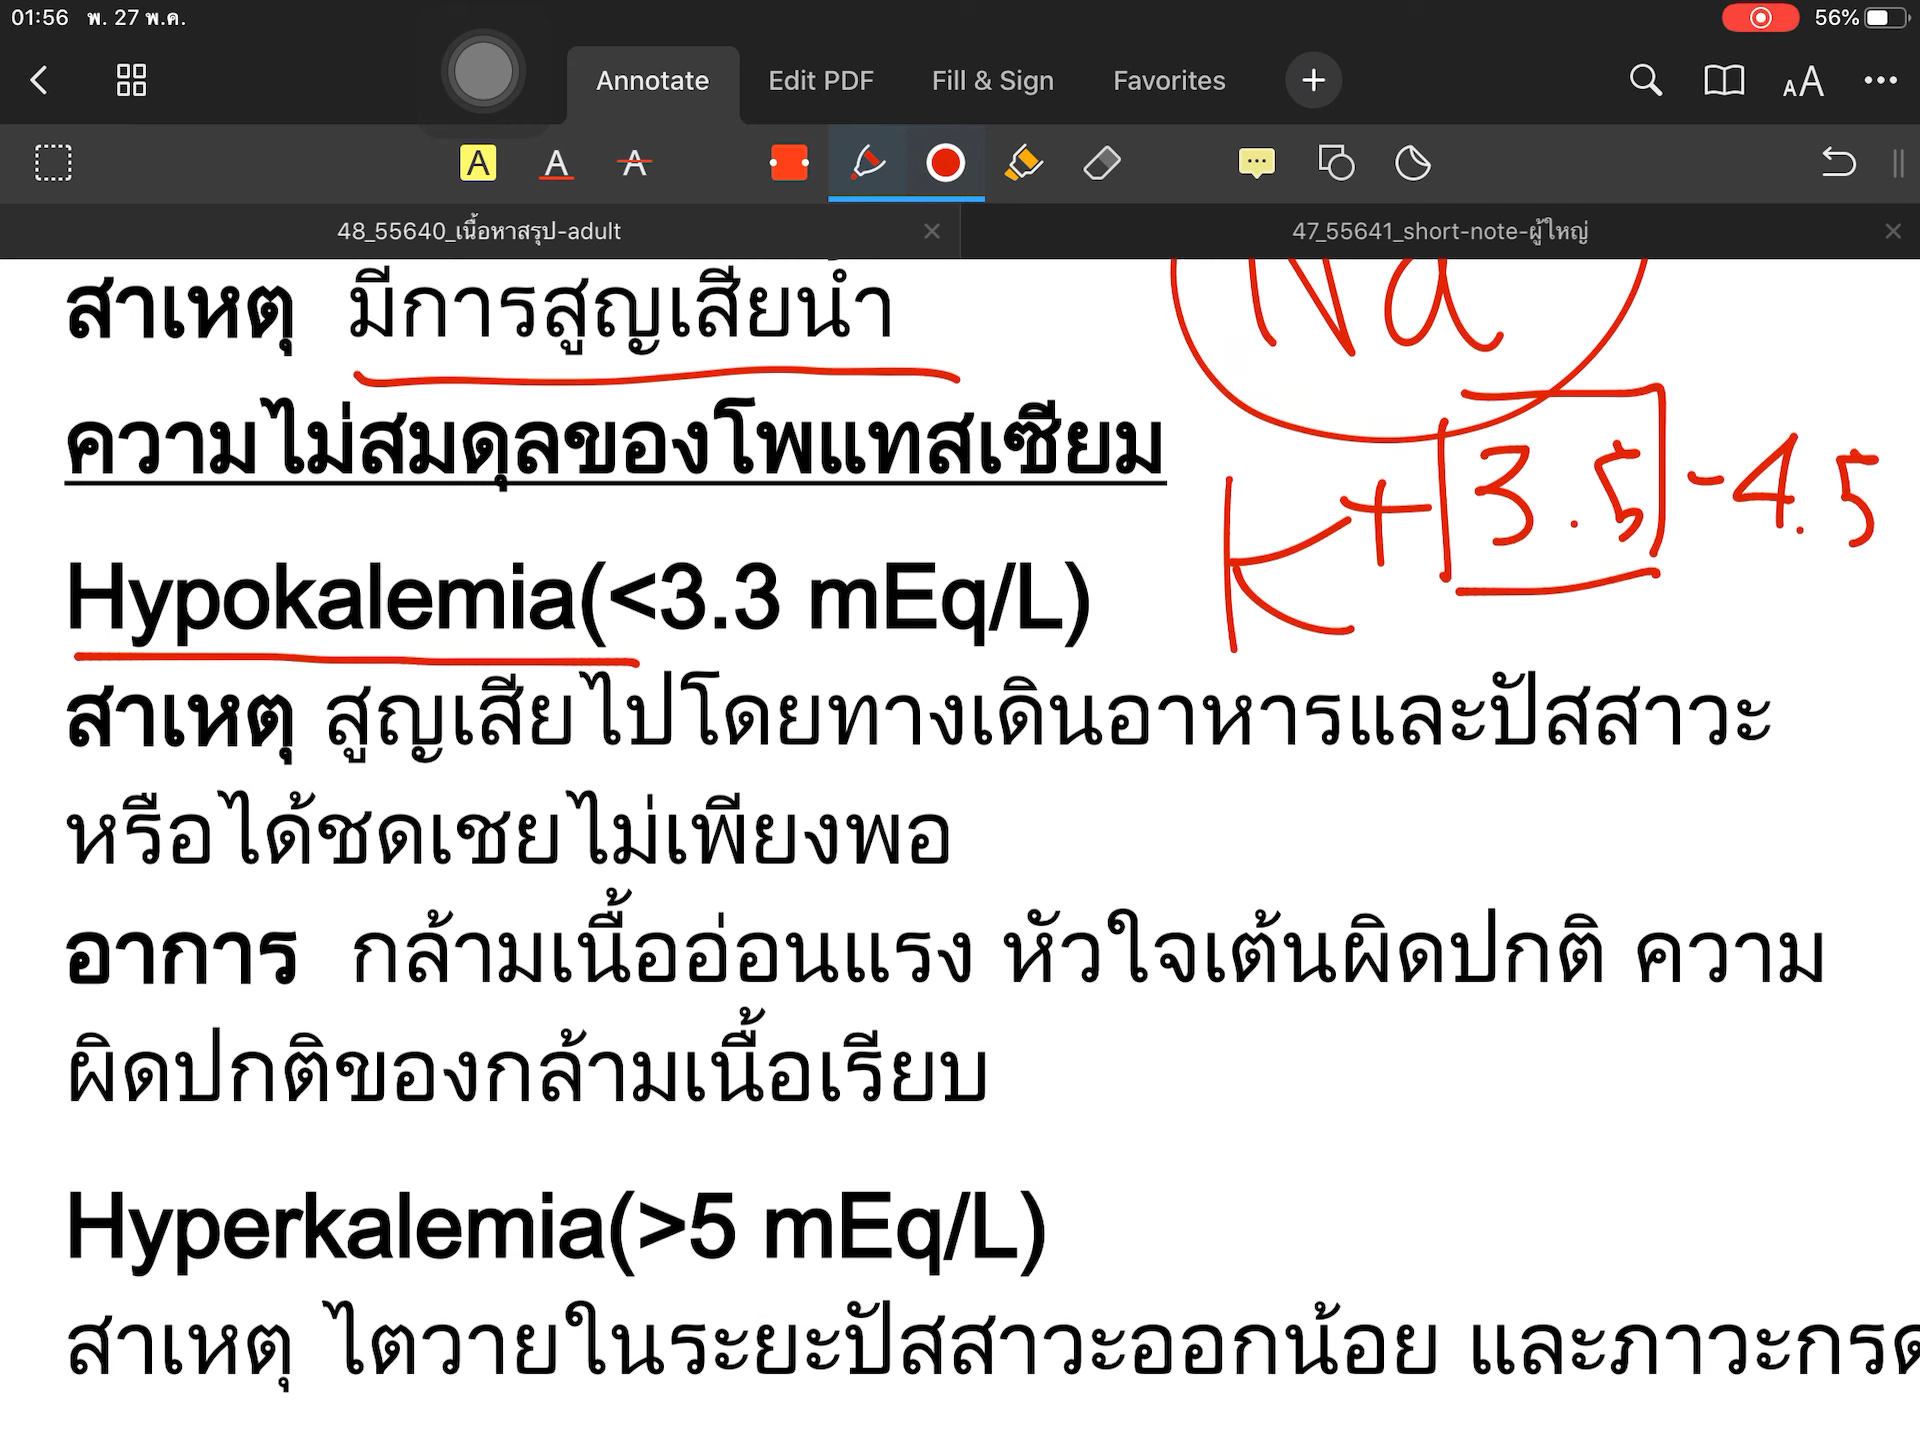 01:56 พ. 27 พ.ค.
56%
Annotate
Edit PDF
Fill & Sign
Favorites
AA
A A A
48_55640_เนื้อหาสรุป-adult
47_55641_short-note-ผู้ใหญ่
สาเหตุ มีการสูญเสียน้ำ
Na
ความไม่สมดุลของโพแทสเซียม
K+ 3.5 - 4.5
Hypokalemia(<3.3 mEq/L)
สาเหตุ สูญเสียไปโดยทางเดินอาหารและปัสสาวะ
หรือได้ชดเชยไม่เพียงพอ
อาการ กล้ามเนื้ออ่อนแรง หัวใจเต้นผิดปกติ ความ
ผิดปกติของกล้ามเนื้อเรียบ
Hyperkalemia(>5 mEq/L)
สาเหตุ ไตวายในระยะปัสสาวะออกน้อย และภาวะกรด